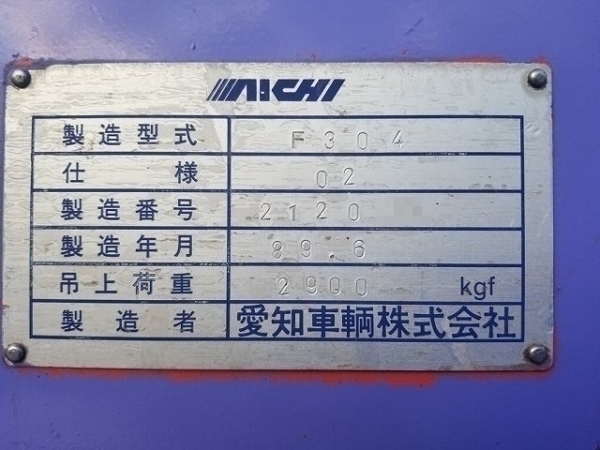 AICHI
製造型式 F304
仕様 02
製造番号 2120
製造年月 89.6
吊上荷重 2900 kgf
製造者 愛知車輌株式会社